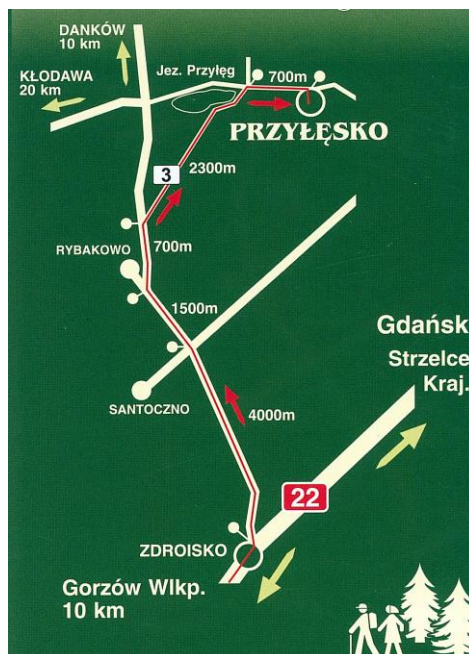 DANKÓW
10 km
KŁODAWA
20 km
Jez. Przyłęg
700m
PRZYŁĘSKO
3
2300m
700m
RYBAKOWO
1500m
Gdańsk
Strzelce
Kraj.
SANTOCZNO
4000m
22
ZDROISKO
Gorzów Wlkp.
10 km